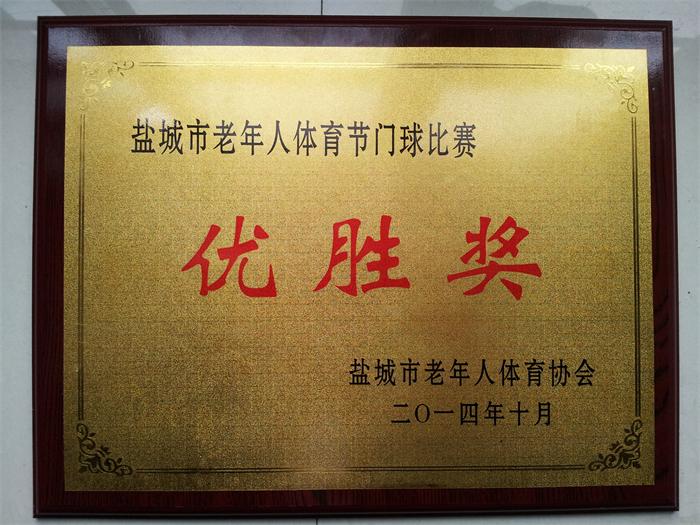 盐城市老年人体育节门球比赛
优胜奖
盐城市老年人体育协会
二〇一四年十月